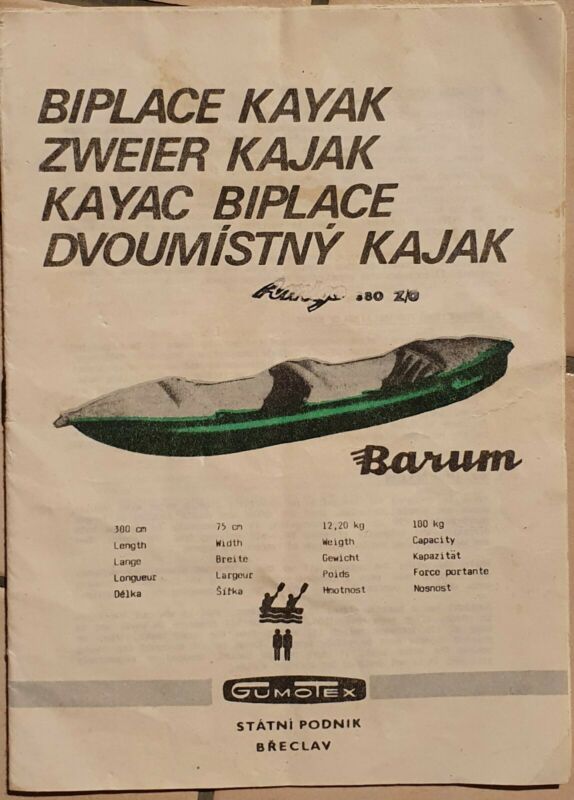 BIPLACE KAYAK
ZWEIER KAJAK
KAYAC BIPLACE
DVOUMÍSTNÝ KAJAK
380 Z/O
Barum
380 cm 75 cm 12,20 kg 180 kg
Length Width Weigth Capacity
Lange Breite Gewicht Kapazität
Longueur Largeur Poids Force portante
Délka Šířka Hmotnost Nosnost
GUMOTEX
STÁTNÍ PODNIK
BŘECLAV